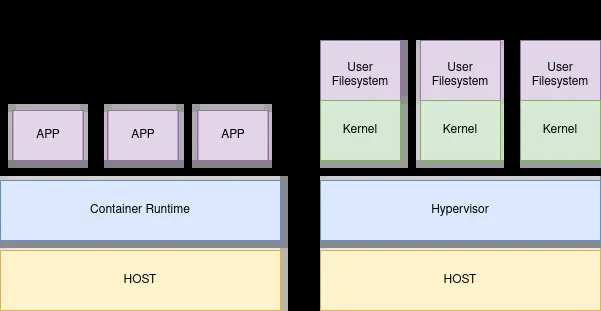 APP
APP
APP
Container Runtime
HOST
User
Filesystem
User
Filesystem
User
Filesystem
Kernel
Kernel
Kernel
Hypervisor
HOST